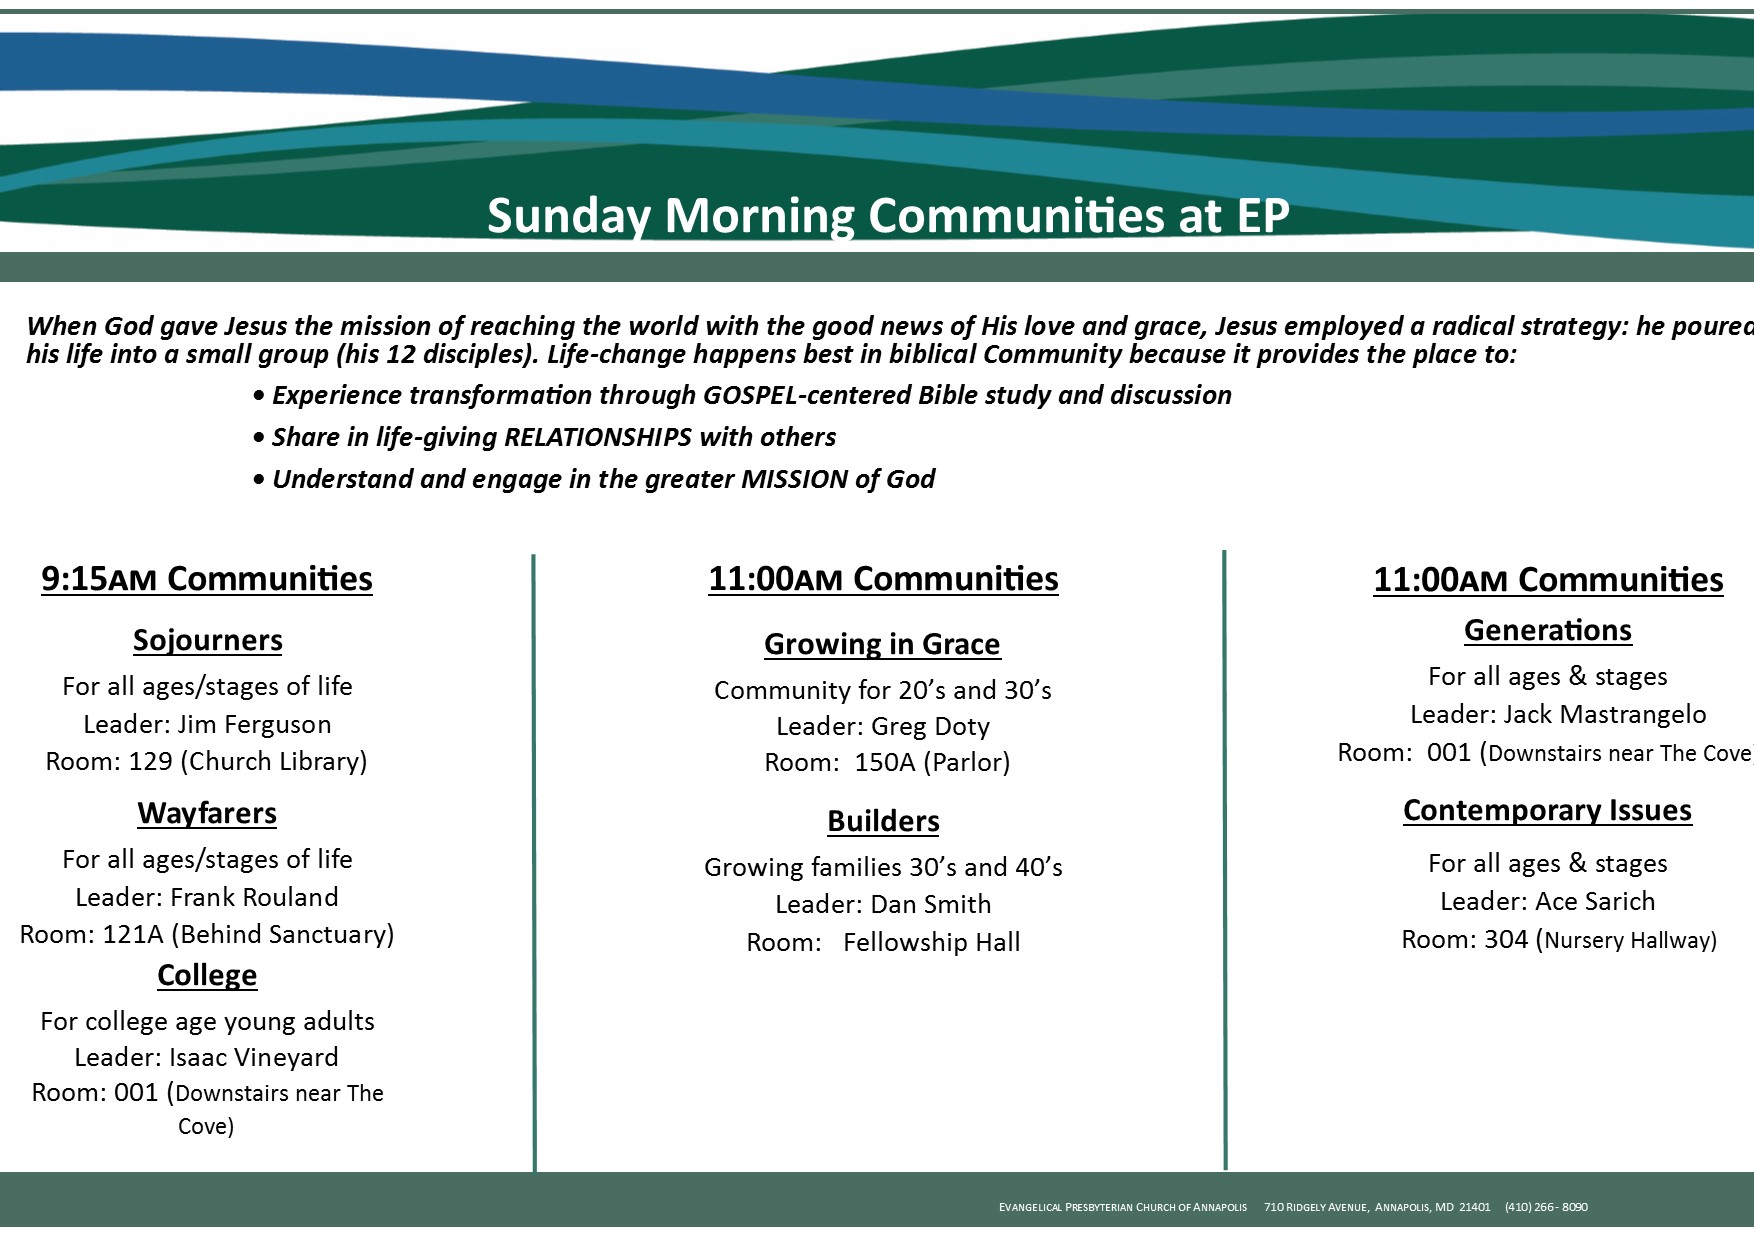 Sunday Morning Communities at EP
When God gave Jesus the mission of reaching the world with the good news of His love and grace, Jesus employed a radical strategy: he poured
his life into a small group (his 12 disciples). Life-change happens best in biblical Community because it provides the place to:
• Experience transformation through GOSPEL-centered Bible study and discussion
• Share in life-giving RELATIONSHIPS with others
• Understand and engage in the greater MISSION of God
9:15AM Communities
Sojourners
For all ages/stages of life
Leader: Jim Ferguson
Room: 129 (Church Library)
Wayfarers
For all ages/stages of life
Leader: Frank Rouland
Room: 121A (Behind Sanctuary)
College
For college age young adults
Leader: Isaac Vineyard
Room: 001 (Downstairs near The
Cove)
11:00AM Communities
Growing in Grace
Community for 20’s and 30’s
Leader: Greg Doty
Room:  150A (Parlor)
Builders
Growing families 30’s and 40’s
Leader: Dan Smith
Room:   Fellowship Hall
11:00AM Communities
Generations
For all ages & stages
Leader: Jack Mastrangelo
Room:  001 (Downstairs near The Cove)
Contemporary Issues
For all ages & stages
Leader: Ace Sarich
Room: 304 (Nursery Hallway)
Evangelical Presbyterian Church of Annapolis 710 Ridgely Avenue, Annapolis, MD 21401 (410) 266 - 8090